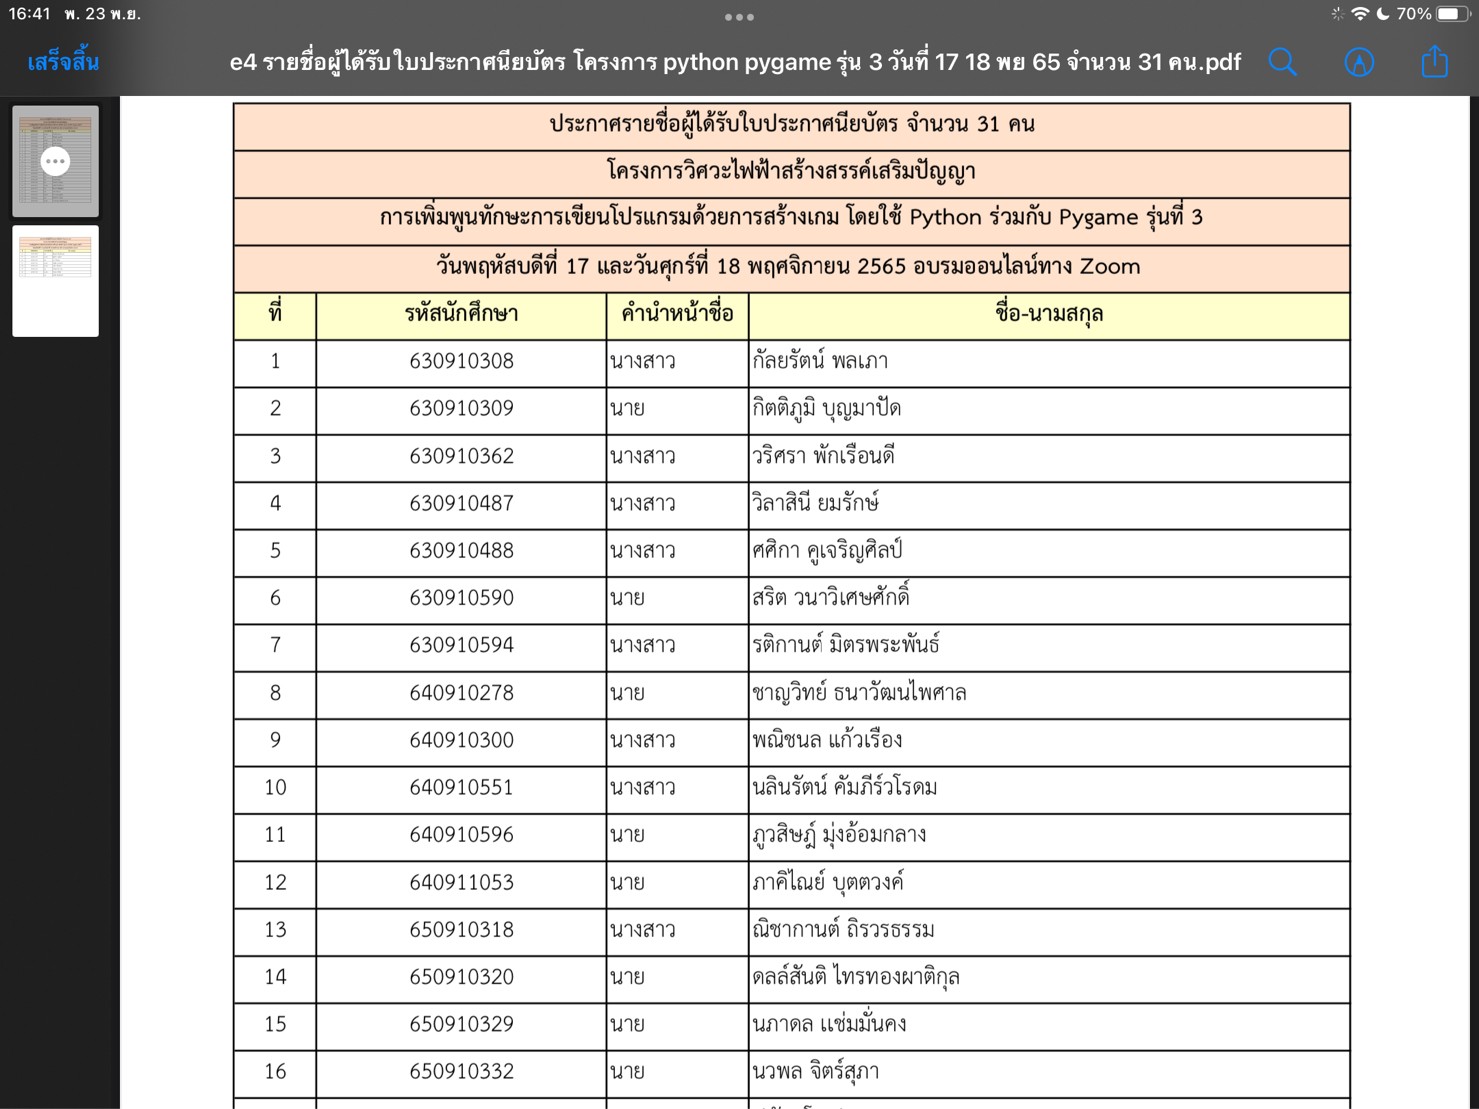 16:41 พ. 23 พ.ย.
70%
เสร็จสิ้น
e4 รายชื่อผู้ได้รับใบประกาศนียบัตร โครงการ python pygame รุ่น 3 วันที่ 17 18 พย 65 จำนวน 31 คน.pdf
ประกาศรายชื่อผู้ได้รับใบประกาศนียบัตร จำนวน 31 คน
โครงการวิศวะไฟฟ้าสร้างสรรค์เสริมปัญญา
การเพิ่มพูนทักษะการเขียนโปรแกรมด้วยการสร้างเกม โดยใช้ Python ร่วมกับ Pygame รุ่นที่ 3
วันพฤหัสบดีที่ 17 และวันศุกร์ที่ 18 พฤศจิกายน 2565 อบรมออนไลน์ทาง Zoom
ที่ รหัสนักศึกษา คำนำหน้าชื่อ ชื่อ-นามสกุล
1 630910308 นางสาว กัลยรัตน์ พลเภา
2 630910309 นาย กิตติภูมิ บุญมาปัด
3 630910362 นางสาว วริศรา พักเรือนดี
4 630910487 นางสาว วิลาสินี ยมรักษ์
5 630910488 นางสาว ศศิกา คูเจริญศิลป์
6 630910590 นาย สริต วนาวิเศษศักดิ์
7 630910594 นางสาว รติกานต์ มิตรพระพันธ์
8 640910278 นาย ชาญวิทย์ ธนาวัฒนไพศาล
9 640910300 นางสาว พณิชนล แก้วเรือง
10 640910551 นางสาว นลินรัตน์ คัมภีร์วโรดม
11 640910596 นาย ภูวสิษฎ์ มุ่งอ้อมกลาง
12 640911053 นาย ภาคิไณย์ บุตตวงค์
13 650910318 นางสาว ณิชากานต์ ถิรวรธรรม
14 650910320 นาย ดลล์สันติ ไทรทองผาติกุล
15 650910329 นาย นภาดล แช่มมั่นคง
16 650910332 นาย นวพล จิตร์สุภา